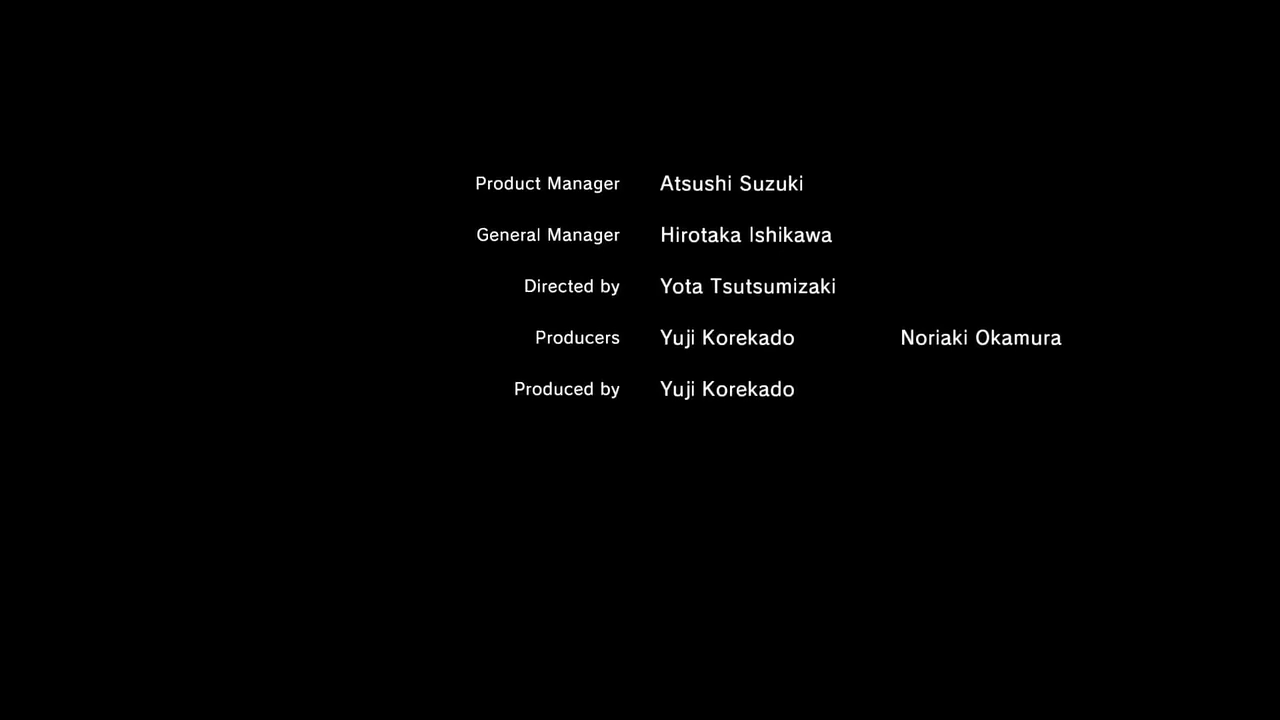 Product Manager Atsushi Suzuki
General Manager Hirotaka Ishikawa
Directed by Yota Tsutsumizaki
Producers Yuji Korekado Noriaki Okamura
Produced by Yuji Korekado